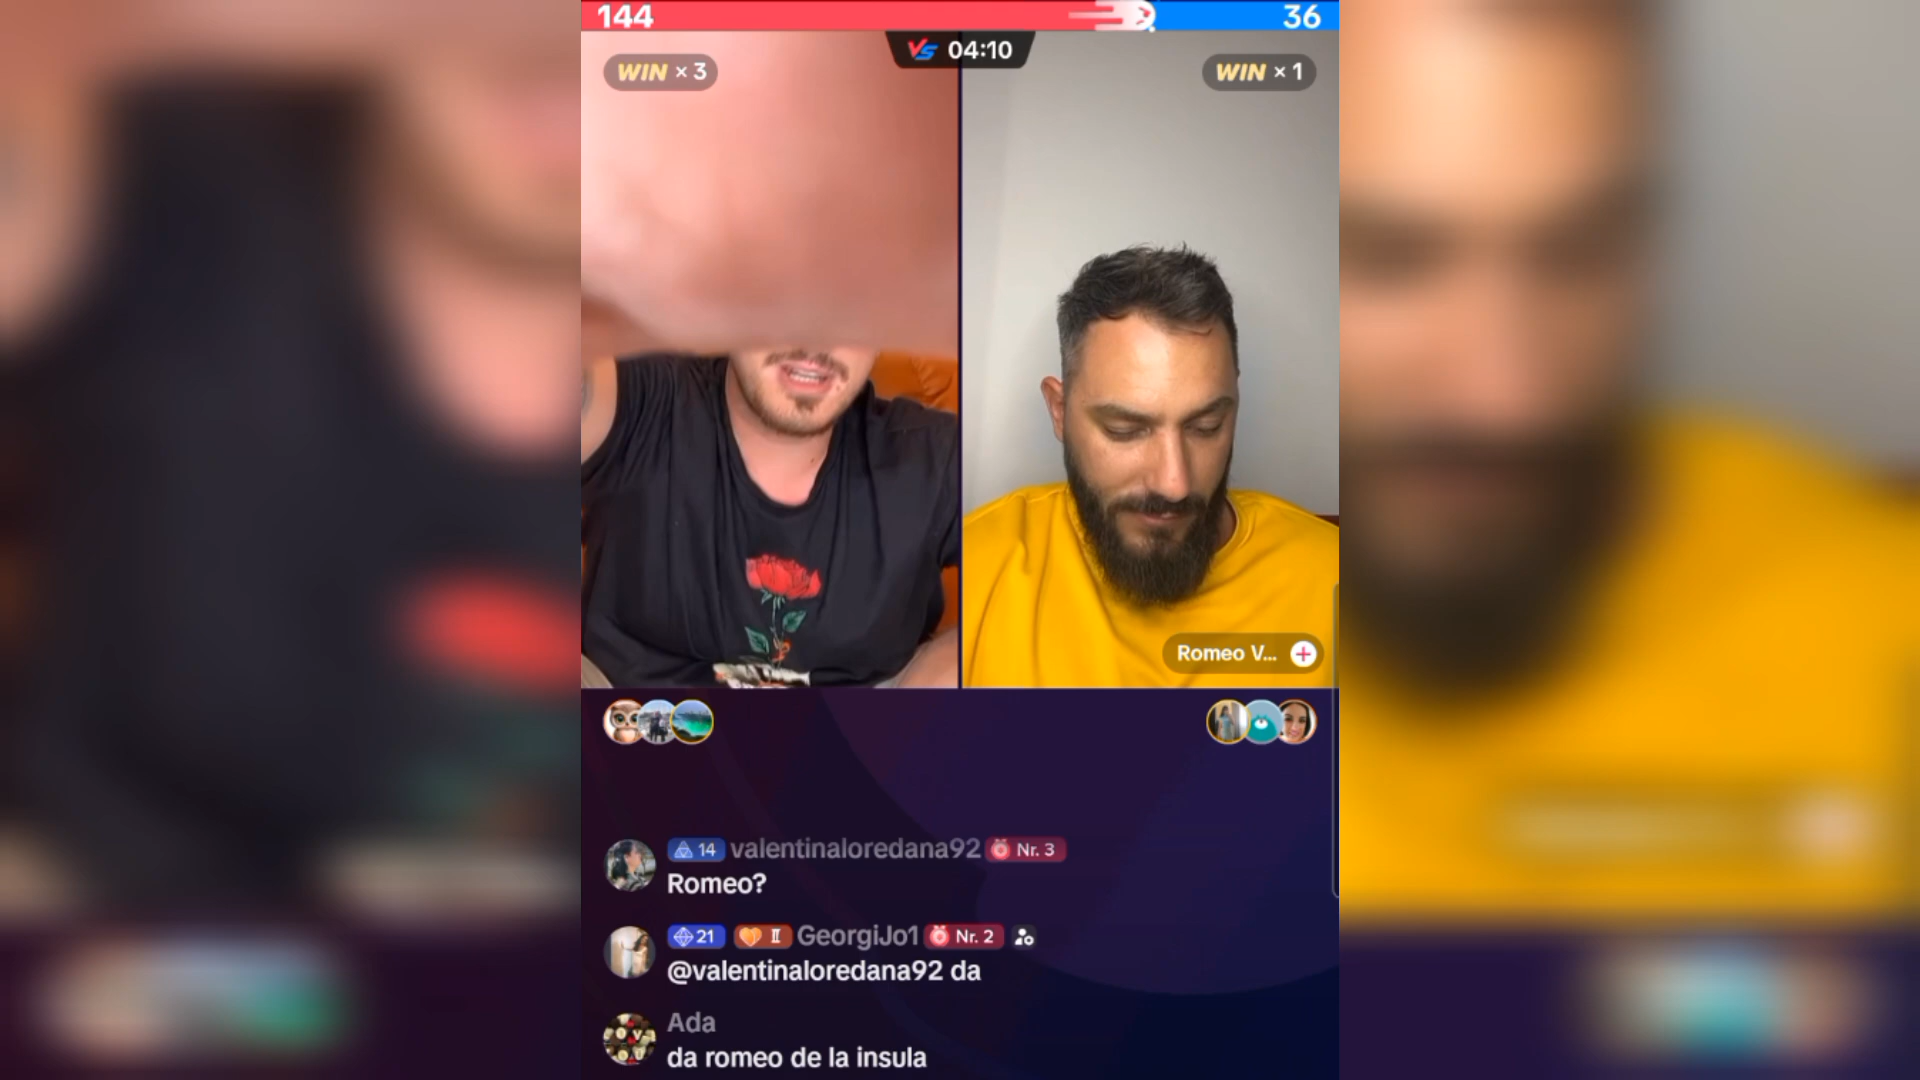 144
36
VS 04:10
WIN × 3
WIN × 1
Romeo V...
14 valentinaloredana92 Nr. 3
Romeo?
21 II GeorgiJo1 Nr. 2
@valentinaloredana92 da
Ada
da romeo de la insula